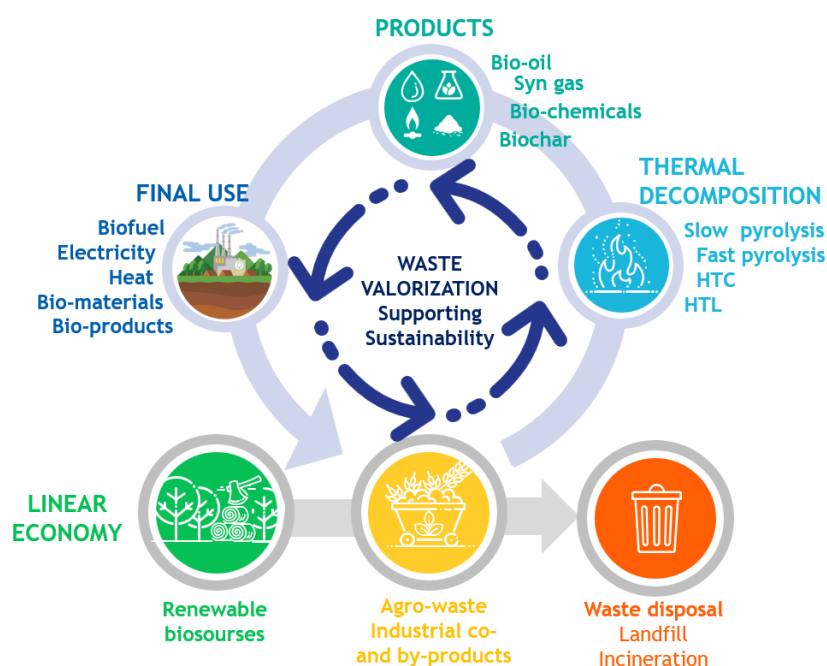 PRODUCTS
Bio-oil
Syn gas
Bio-chemicals
Biochar
THERMAL
DECOMPOSITION
Slow pyrolysis
Fast pyrolysis
HTC
HTL
FINAL USE
Biofuel
Electricity
Heat
Bio-materials
Bio-products
WASTE
VALORIZATION
Supporting
Sustainability
LINEAR
ECONOMY
Renewable
biosourses
Agro-waste
Industrial co-
and by-products
Waste disposal
Landfill
Incineration